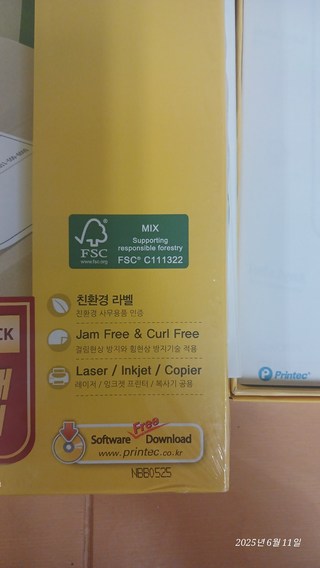 FSC
www.fsc.org
MIX
Supporting
responsible forestry
FSC® C111322
친환경 라벨
친환경 사무용품 인증
Jam Free & Curl Free
걸림현상 방지와 휨현상 방지기술 적용
Laser / Inkjet / Copier
레이저 / 잉크젯 프린터 / 복사기 공용
CK
Software Free Download
www.printec.co.kr
NBB0525
Printec
2025년 6월 11일